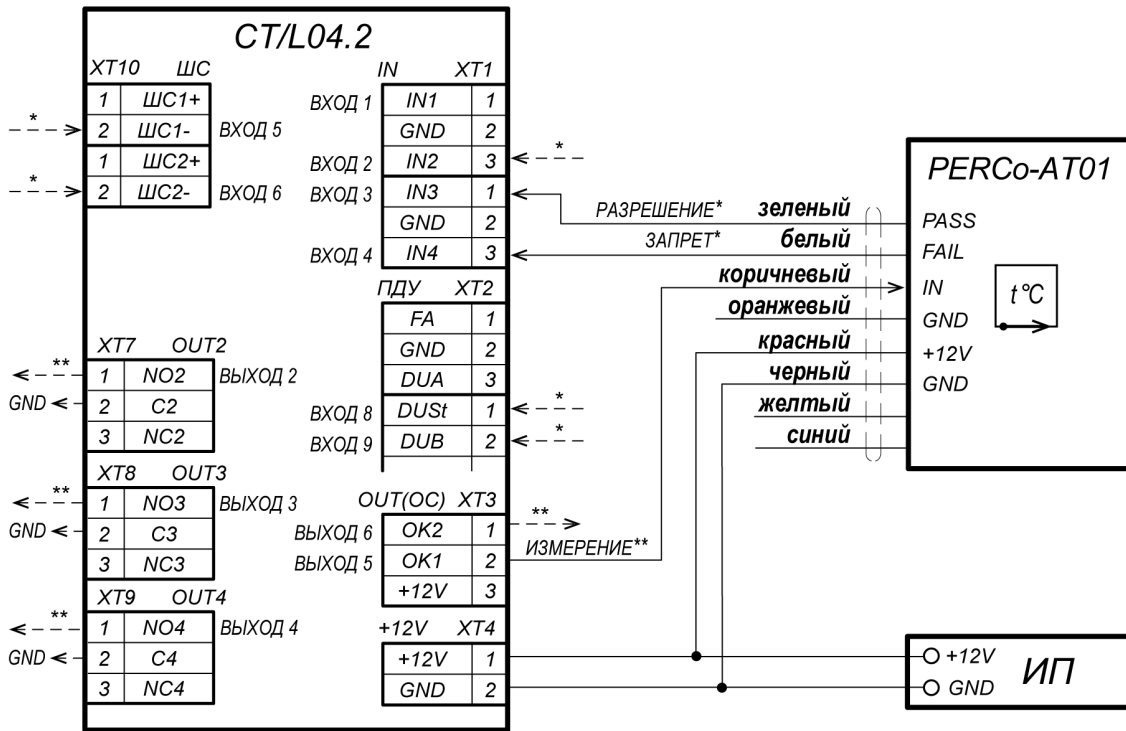 CT/L04.2
XT10 ШС
1 ШС1+
* 2 ШС1- ВХОД 5
1 ШС2+
* 2 ШС2- ВХОД 6
XT7 OUT2
** 1 NO2 ВЫХОД 2
GND 2 C2
3 NC2
XT8 OUT3
** 1 NO3 ВЫХОД 3
GND 2 C3
3 NC3
XT9 OUT4
** 1 NO4 ВЫХОД 4
GND 2 C4
3 NC4
IN XT1
ВХОД 1 IN1 1
GND 2
ВХОД 2 IN2 3 *
ВХОД 3 IN3 1
GND 2
ВХОД 4 IN4 3
ПДУ XT2
FA 1
GND 2
DUA 3
ВХОД 8 DUSt 1 *
ВХОД 9 DUB 2 *
OUT(OC) XT3
ВЫХОД 6 OK2 1 **
ВЫХОД 5 OK1 2 ИЗМЕРЕНИЕ**
+12V 3
+12V XT4
+12V 1
GND 2
PERCo-AT01
РАЗРЕШЕНИЕ* зеленый PASS
ЗАПРЕТ* белый FAIL
коричневый IN
оранжевый GND
красный +12V
черный GND
желтый
синий
t°C
+12V
GND
ИП